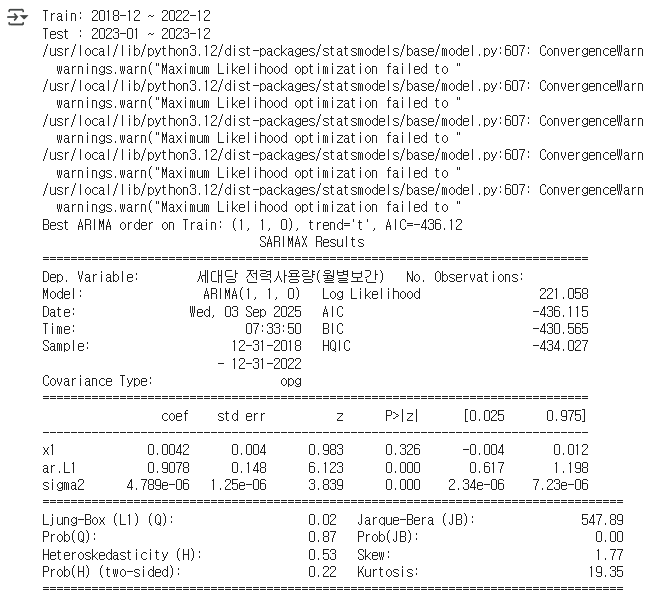 Train: 2018-12 ~ 2022-12
Test : 2023-01 ~ 2023-12
/usr/local/lib/python3.12/dist-packages/statsmodels/base/model.py:607: ConvergenceWarn
  warnings.warn("Maximum Likelihood optimization failed to "
/usr/local/lib/python3.12/dist-packages/statsmodels/base/model.py:607: ConvergenceWarn
  warnings.warn("Maximum Likelihood optimization failed to "
/usr/local/lib/python3.12/dist-packages/statsmodels/base/model.py:607: ConvergenceWarn
  warnings.warn("Maximum Likelihood optimization failed to "
/usr/local/lib/python3.12/dist-packages/statsmodels/base/model.py:607: ConvergenceWarn
  warnings.warn("Maximum Likelihood optimization failed to "
/usr/local/lib/python3.12/dist-packages/statsmodels/base/model.py:607: ConvergenceWarn
  warnings.warn("Maximum Likelihood optimization failed to "
Best ARIMA order on Train: (1, 1, 0), trend='t', AIC=-436.12
                               SARIMAX Results
==============================================================================
Dep. Variable:        세대당 전력사용량(월별보간)   No. Observations:
Model:                 ARIMA(1, 1, 0)   Log Likelihood                 221.058
Date:                Wed, 03 Sep 2025   AIC                           -436.115
Time:                        07:33:50   BIC                           -430.565
Sample:                    12-31-2018   HQIC                          -434.027
                         - 12-31-2022
Covariance Type:                  opg
==============================================================================
                 coef    std err          z      P>|z|      [0.025      0.975]
------------------------------------------------------------------------------
x1             0.0042      0.004      0.983      0.326      -0.004       0.012
ar.L1          0.9078      0.148      6.123      0.000       0.617       1.198
sigma2      4.789e-06   1.25e-06      3.839      0.000    2.34e-06    7.23e-06
===================================================================================
Ljung-Box (L1) (Q):                   0.02   Jarque-Bera (JB):               547.89
Prob(Q):                              0.87   Prob(JB):                         0.00
Heteroskedasticity (H):               0.53   Skew:                             1.77
Prob(H) (two-sided):                  0.22   Kurtosis:                        19.35
===================================================================================